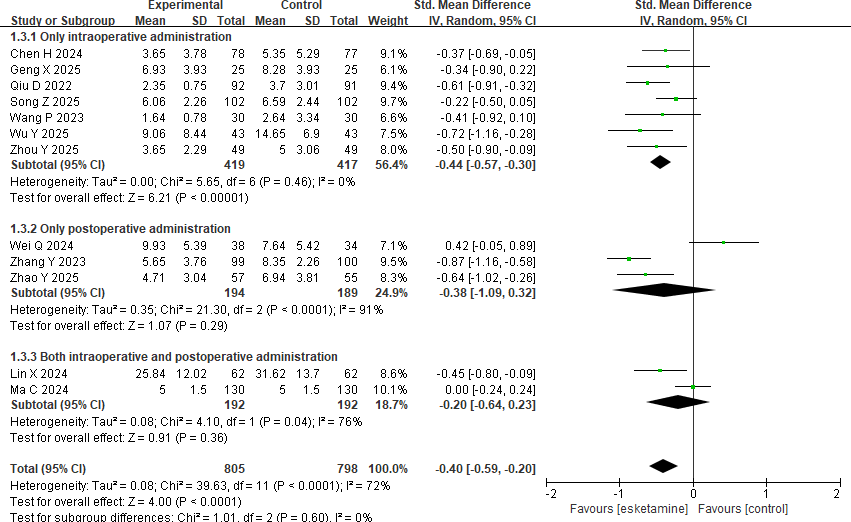 Experimental Control Std. Mean Difference Std. Mean Difference
Study or Subgroup Mean SD Total Mean SD Total Weight IV, Random, 95% CI IV, Random, 95% CI
1.3.1 Only intraoperative administration
Chen H 2024 3.65 3.78 78 5.35 5.29 77 9.1% -0.37 [-0.69, -0.05]
Geng X 2025 6.93 3.93 25 8.28 3.93 25 6.1% -0.34 [-0.90, 0.22]
Qiu D 2022 2.35 0.75 92 3.7 3.01 91 9.4% -0.61 [-0.91, -0.32]
Song Z 2025 6.06 2.26 102 6.59 2.44 102 9.7% -0.22 [-0.50, 0.05]
Wang P 2023 1.64 0.78 30 2.64 3.34 30 6.7% -0.41 [-0.92, 0.10]
Wu Y 2025 9.06 8.44 43 14.65 6.9 43 7.5% -0.72 [-1.16, -0.28]
Zhou Y 2025 3.65 2.29 49 5 3.06 49 8.0% -0.50 [-0.90, -0.09]
Subtotal (95% CI) 419 417 56.4% -0.44 [-0.57, -0.30]
Heterogeneity: Tau² = 0.00; Chi² = 5.65, df = 6 (P = 0.46); I² = 0%
Test for overall effect: Z = 6.21 (P < 0.00001)
1.3.2 Only postoperative administration
Wei Q 2024 9.93 5.39 38 7.64 5.42 34 7.1% 0.42 [-0.05, 0.89]
Zhang Y 2023 5.65 3.76 99 8.35 2.26 100 9.5% -0.87 [-1.16, -0.58]
Zhao Y 2025 4.71 3.04 57 6.94 3.81 55 8.3% -0.64 [-1.02, -0.26]
Subtotal (95% CI) 194 189 24.9% -0.38 [-1.09, 0.32]
Heterogeneity: Tau² = 0.35; Chi² = 21.30, df = 2 (P < 0.0001); I² = 91%
Test for overall effect: Z = 1.07 (P = 0.29)
1.3.3 Both intraoperative and postoperative administration
Lin X 2024 25.84 12.02 62 31.62 13.7 62 8.6% -0.45 [-0.80, -0.09]
Ma C 2024 5 1.5 130 5 1.5 130 10.1% 0.00 [-0.24, 0.24]
Subtotal (95% CI) 192 192 18.7% -0.20 [-0.64, 0.23]
Heterogeneity: Tau² = 0.08; Chi² = 4.10, df = 1 (P = 0.04); I² = 76%
Test for overall effect: Z = 0.91 (P = 0.36)
Total (95% CI) 805 798 100.0% -0.40 [-0.59, -0.20]
Heterogeneity: Tau² = 0.08; Chi² = 39.63, df = 11 (P < 0.0001); I² = 72%
Test for overall effect: Z = 4.00 (P < 0.0001)
Test for subgroup differences: Chi² = 1.01, df = 2 (P = 0.60), I² = 0%
-2 -1 0 1 2
Favours [esketamine] Favours [control]